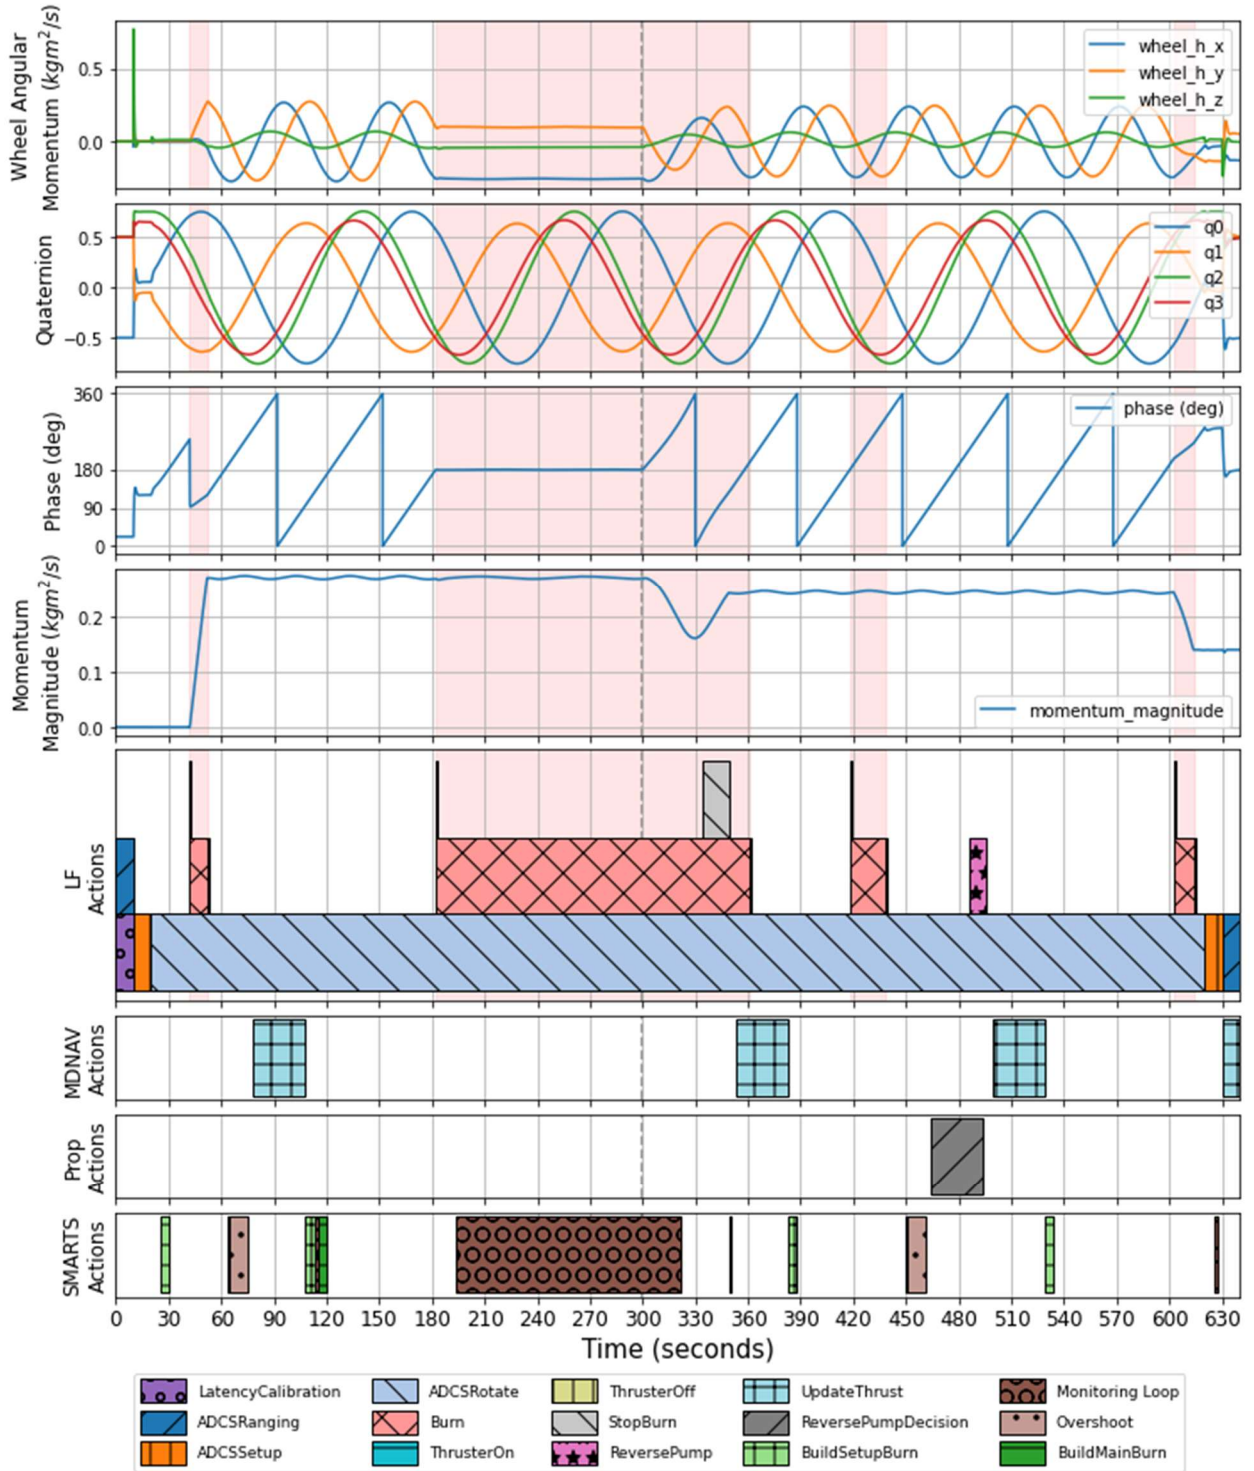 Wheel Angular
Momentum (kgm²/s)
0.5
0.0
wheel_h_x
wheel_h_y
wheel_h_z
Quaternion
0.5
0.0
−0.5
q0
q1
q2
q3
Phase (deg)
360
180
90
0
phase (deg)
Momentum
Magnitude (kgm²/s)
0.2
0.1
0.0
momentum_magnitude
LF
Actions
MDNAV
Actions
Prop
Actions
SMARTS
Actions
0 30 60 90 120 150 180 210 240 270 300 330 360 390 420 450 480 510 540 570 600 630
Time (seconds)
LatencyCalibration ADCSRotate ThrusterOff UpdateThrust Monitoring Loop
ADCSRanging Burn StopBurn ReversePumpDecision Overshoot
ADCSSetup ThrusterOn ReversePump BuildSetupBurn BuildMainBurn